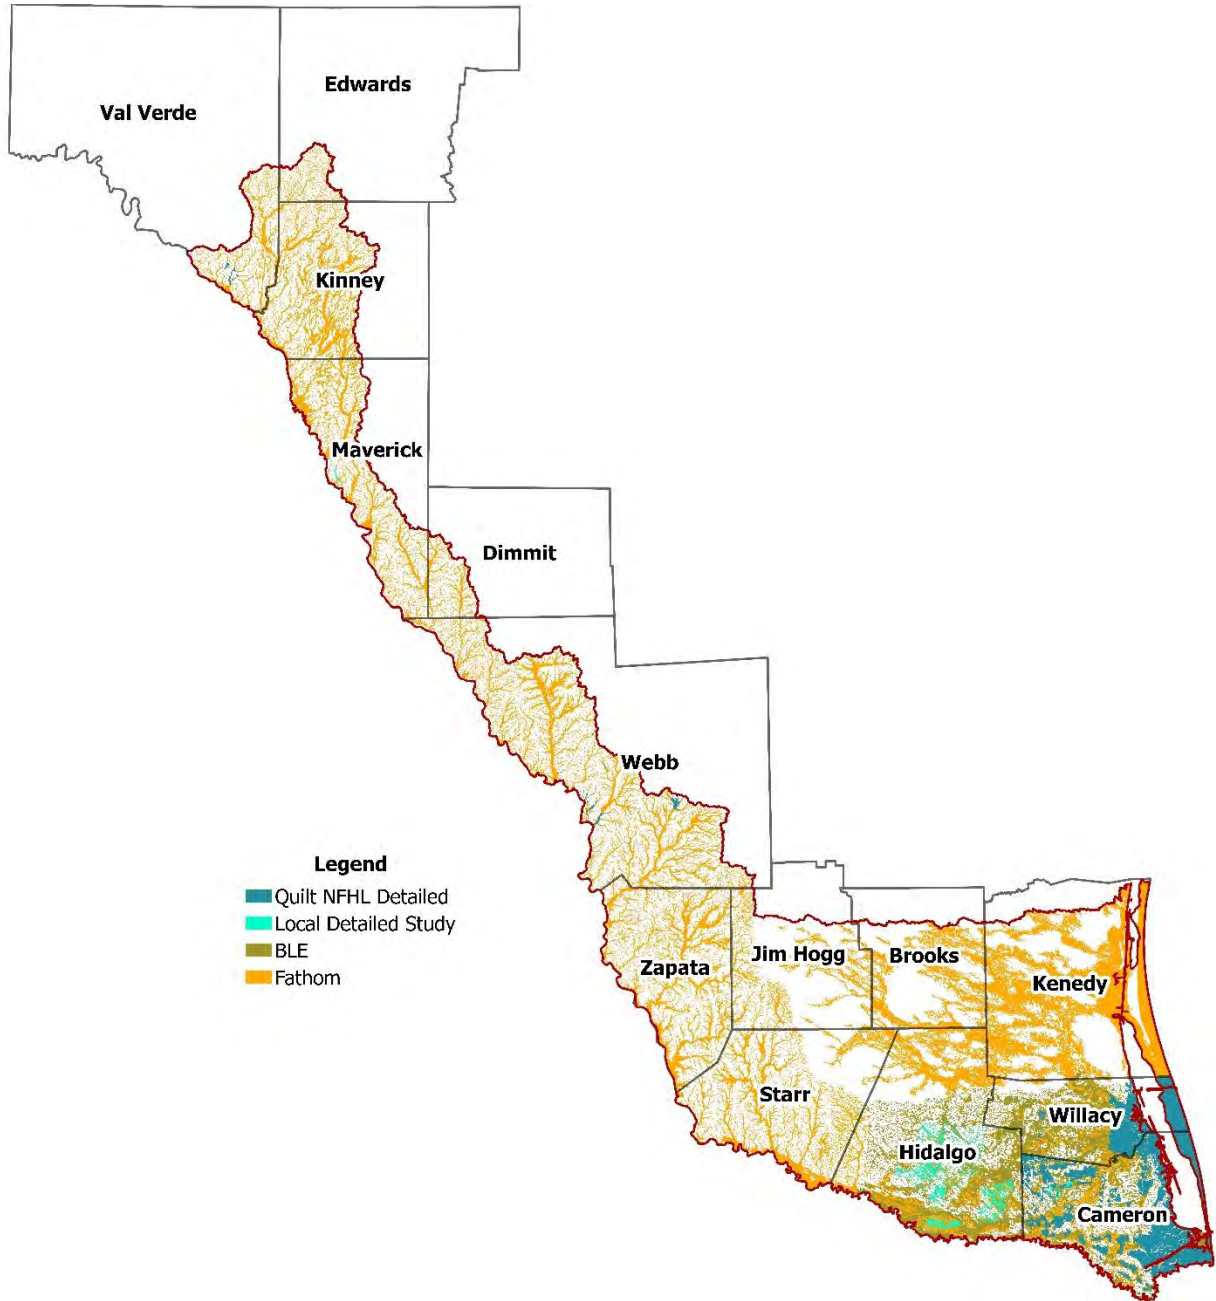 Edwards
Val Verde
Kinney
Maverick
Dimmit
Webb
Legend
Quilt NFHL Detailed
Local Detailed Study
BLE
Fathom
Zapata
Jim Hogg
Brooks
Kenedy
Starr
Willacy
Hidalgo
Cameron